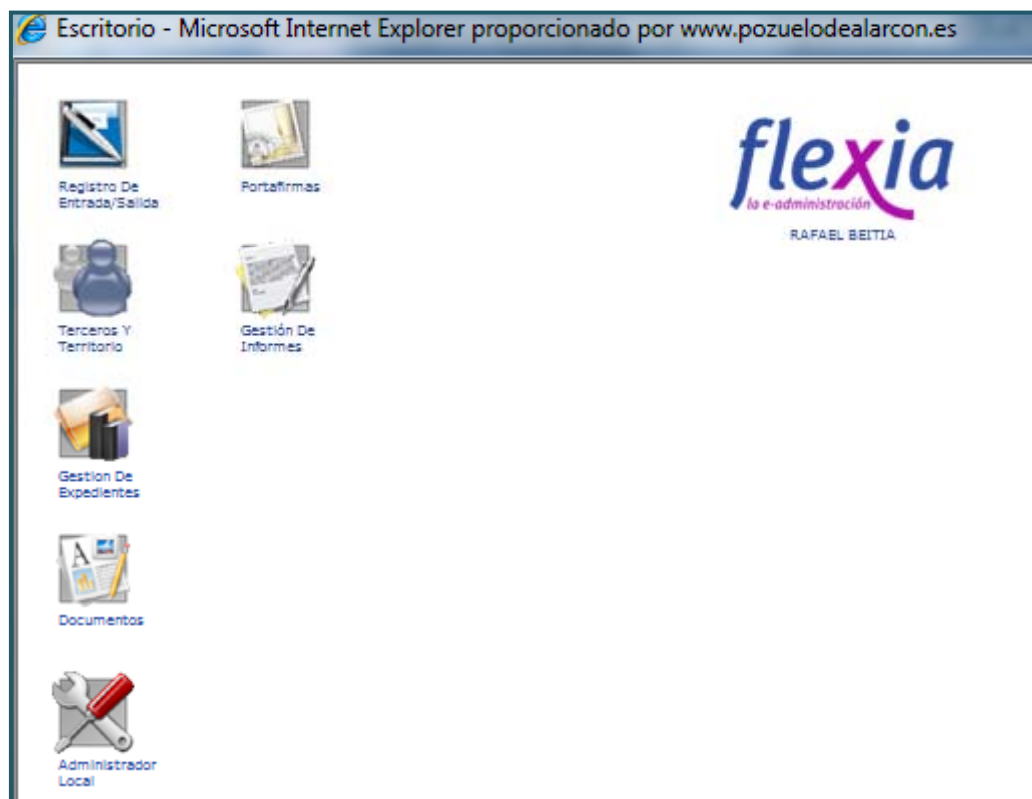 Escritorio - Microsoft Internet Explorer proporcionado por www.pozuelodealarcon.es
Registro De
Entrada/Salida
Portafirmas
flexia
la e-administración
RAFAEL BEITIA
Terceros Y
Territorio
Gestión De
Informes
Gestion De
Expedientes
A
Documentos
Administrador
Local